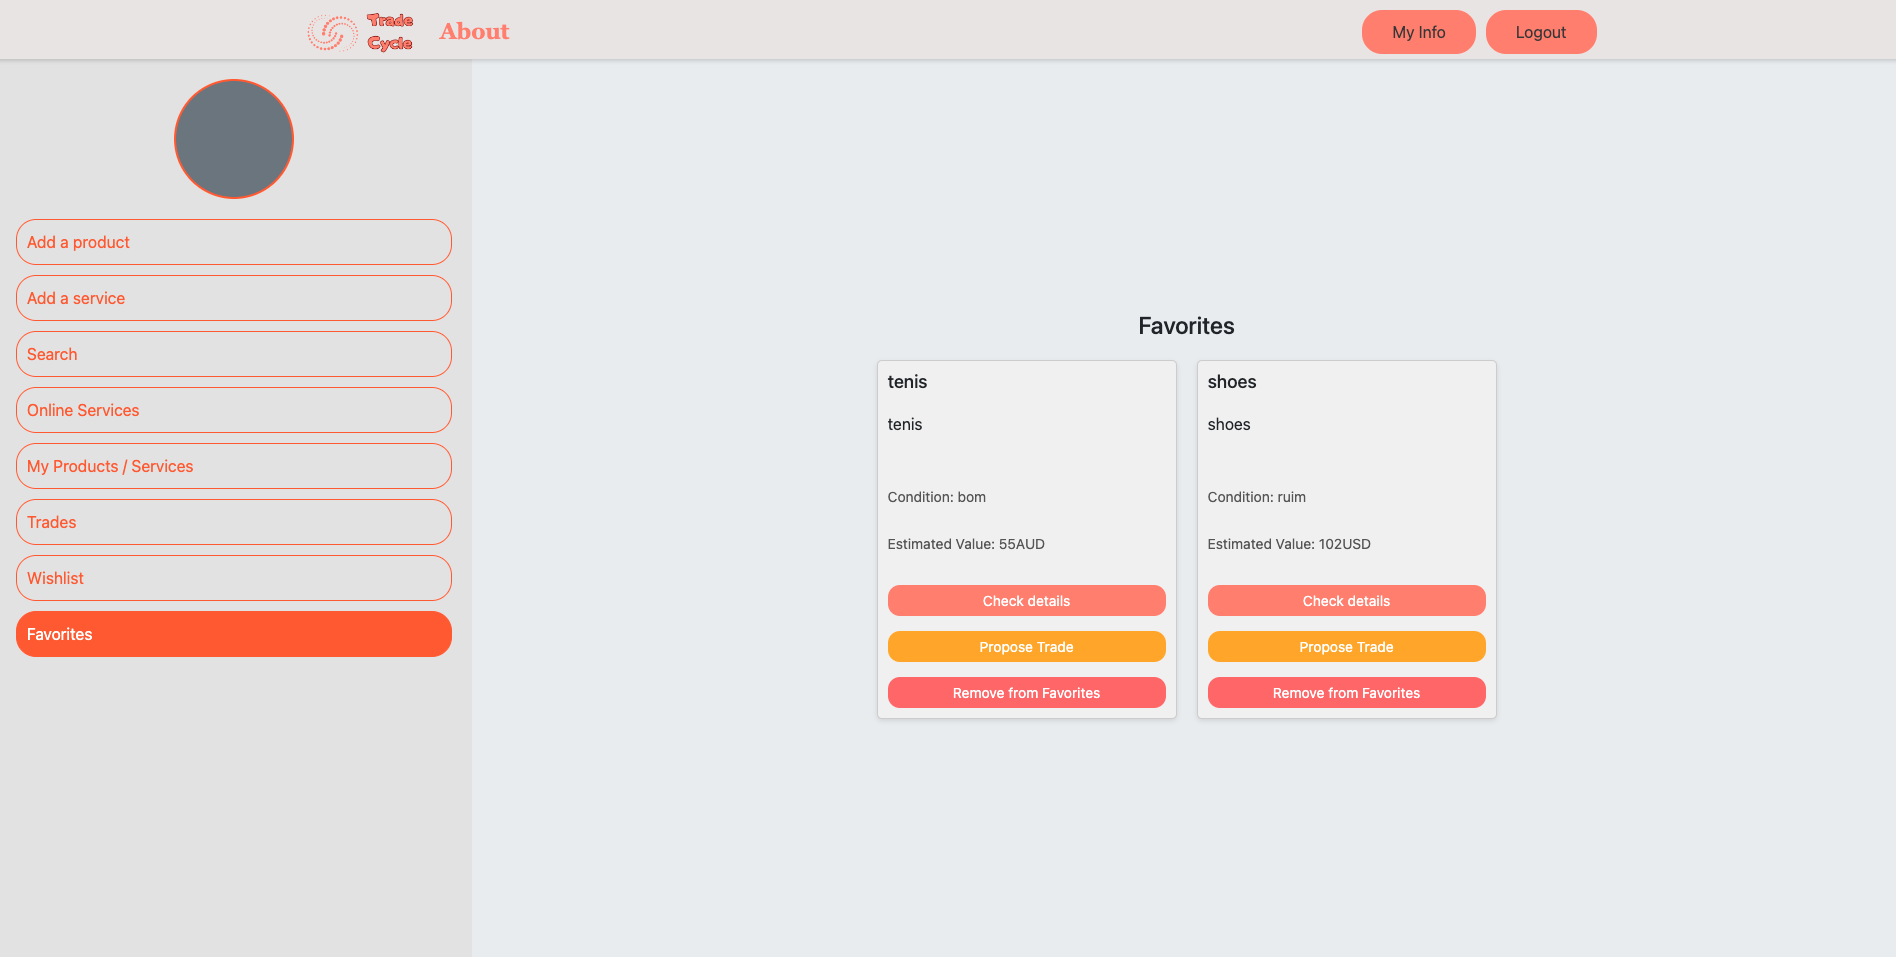 Trade
Cycle
About
My Info
Logout
Add a product
Add a service
Search
Online Services
My Products / Services
Trades
Wishlist
Favorites
Favorites
tenis
tenis
Condition: bom
Estimated Value: 55AUD
Check details
Propose Trade
Remove from Favorites
shoes
shoes
Condition: ruim
Estimated Value: 102USD
Check details
Propose Trade
Remove from Favorites